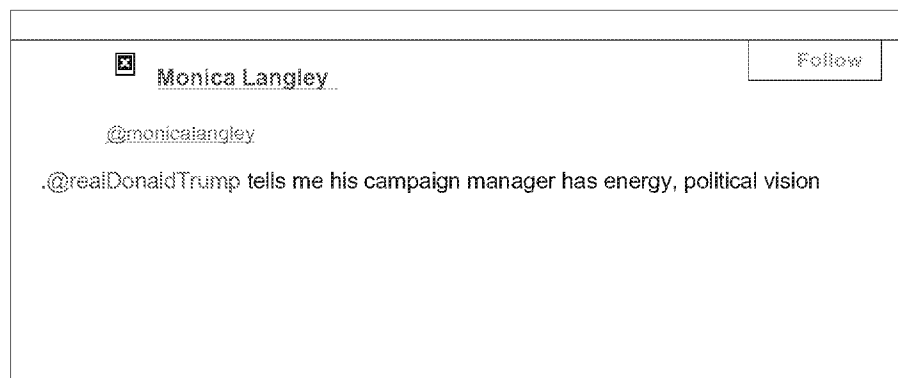 Monica Langley
Follow
@monicalangley
.@realDonaldTrump tells me his campaign manager has energy, political vision